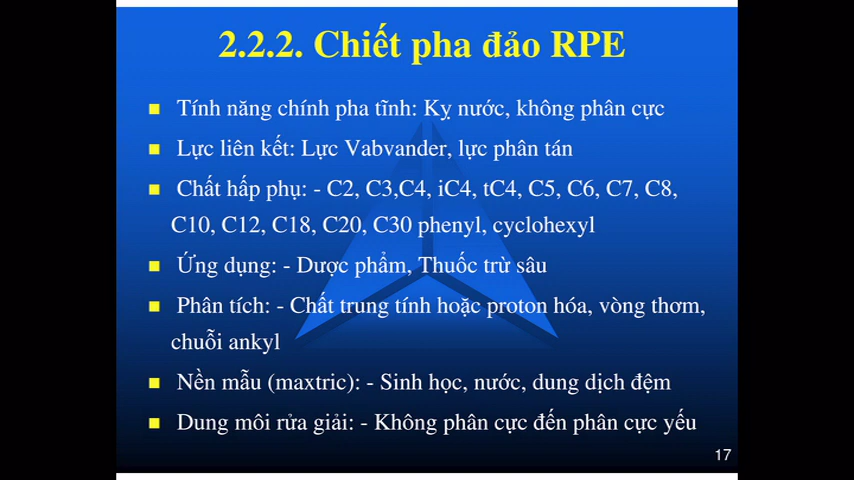 2.2.2. Chiết pha đảo RPE
Tính năng chính pha tĩnh: Kỵ nước, không phân cực
Lực liên kết: Lực Vabvander, lực phân tán
Chất hấp phụ: - C2, C3,C4, iC4, tC4, C5, C6, C7, C8,
C10, C12, C18, C20, C30 phenyl, cyclohexyl
Ứng dụng: - Dược phẩm, Thuốc trừ sâu
Phân tích: - Chất trung tính hoặc proton hóa, vòng thơm,
chuỗi ankyl
Nền mẫu (maxtric): - Sinh học, nước, dung dịch đệm
Dung môi rửa giải: - Không phân cực đến phân cực yếu
17